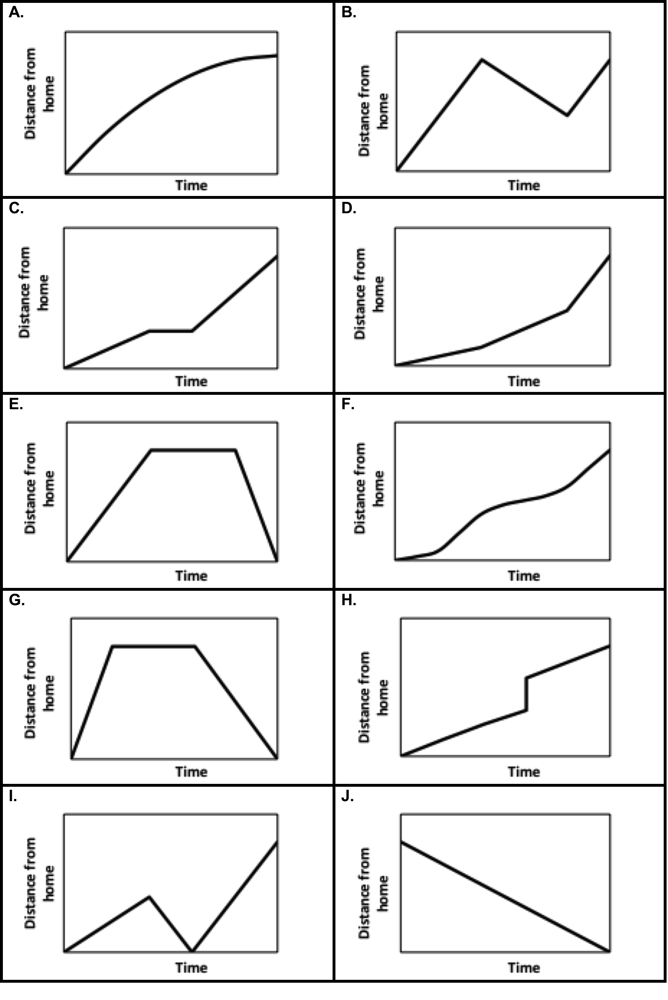 A.
Distance from
home
Time
B.
Distance from
home
Time
C.
Distance from
home
Time
D.
Distance from
home
Time
E.
Distance from
home
Time
F.
Distance from
home
Time
G.
Distance from
home
Time
H.
Distance from
home
Time
I.
Distance from
home
Time
J.
Distance from
home
Time